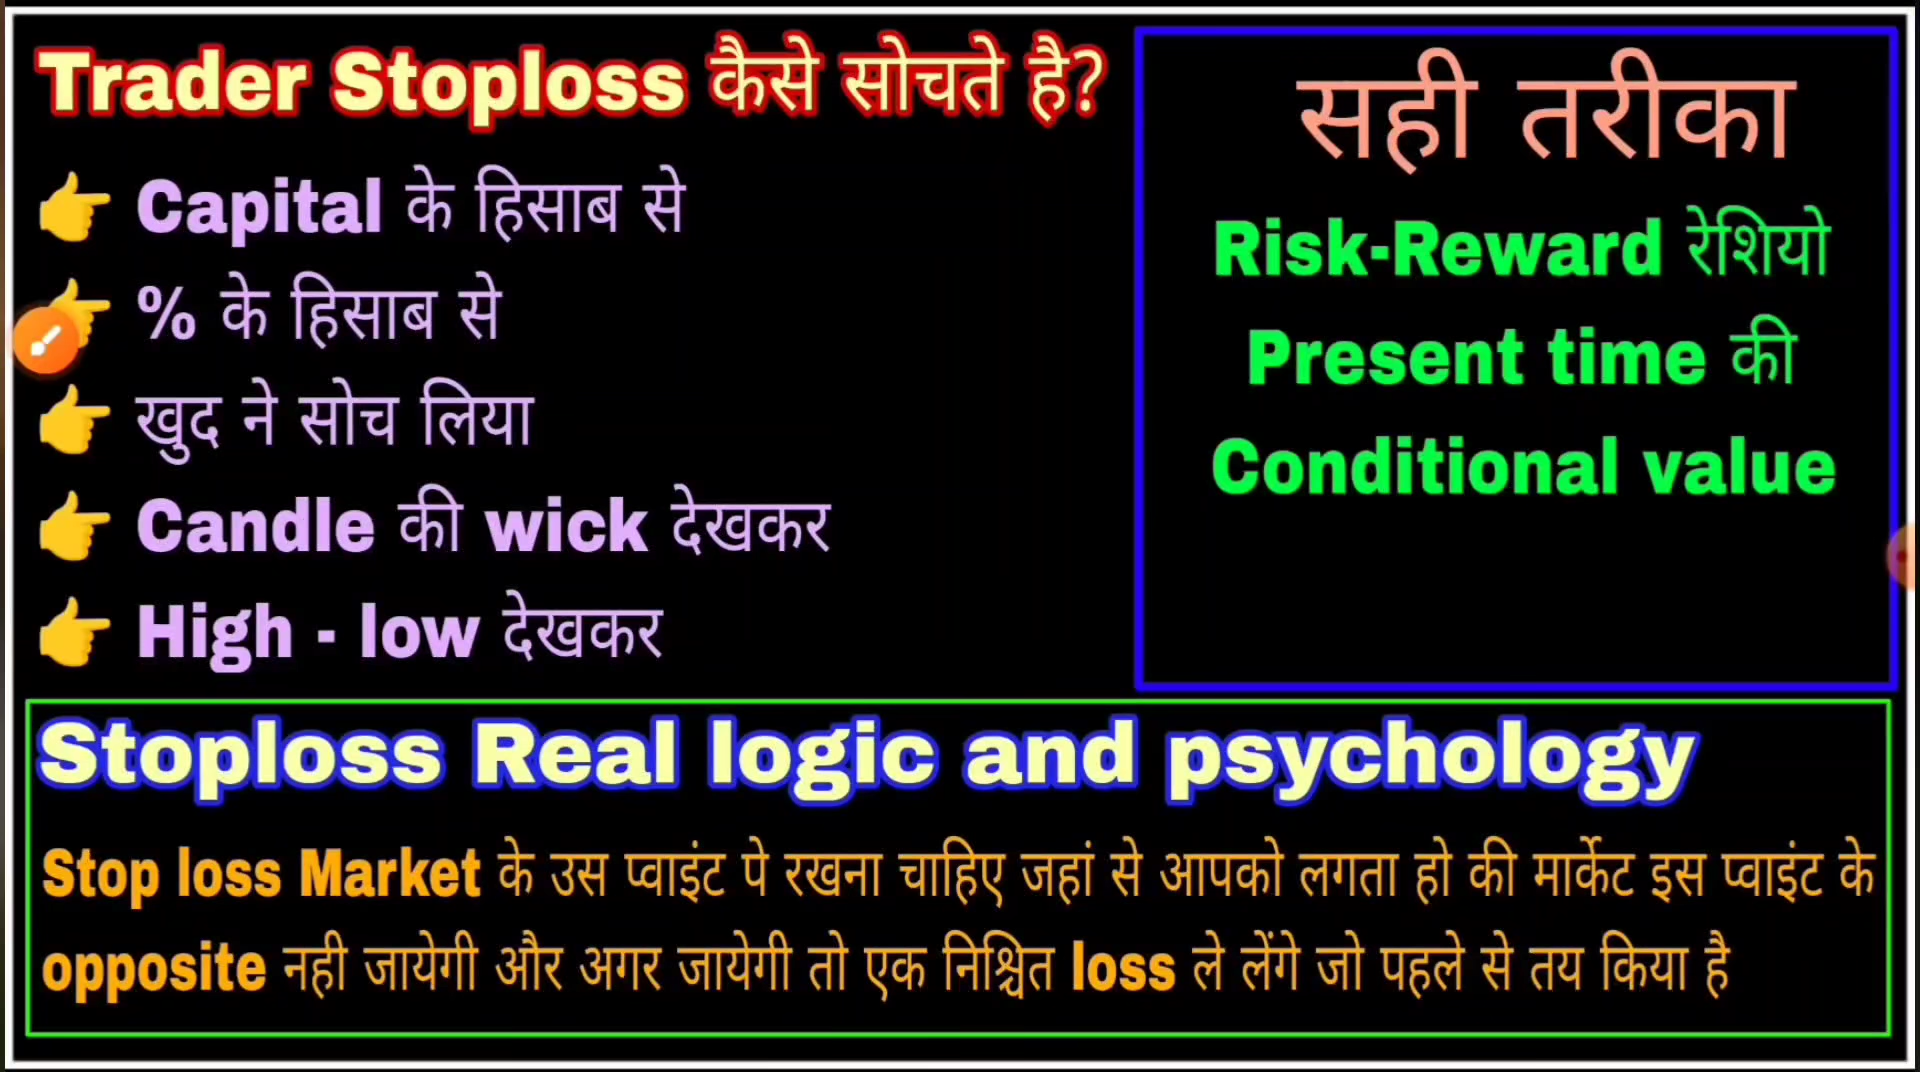 Trader Stoploss कैसे सोचते है?
Capital के हिसाब से
% के हिसाब से
खुद ने सोच लिया
Candle की wick देखकर
High - low देखकर
सही तरीका
Risk-Reward रेशियो
Present time की
Conditional value
Stoploss Real logic and psychology
Stop loss Market के उस प्वाइंट पे रखना चाहिए जहां से आपको लगता हो की मार्केट इस प्वाइंट के
opposite नही जायेगी और अगर जायेगी तो एक निश्चित loss ले लेंगे जो पहले से तय किया है